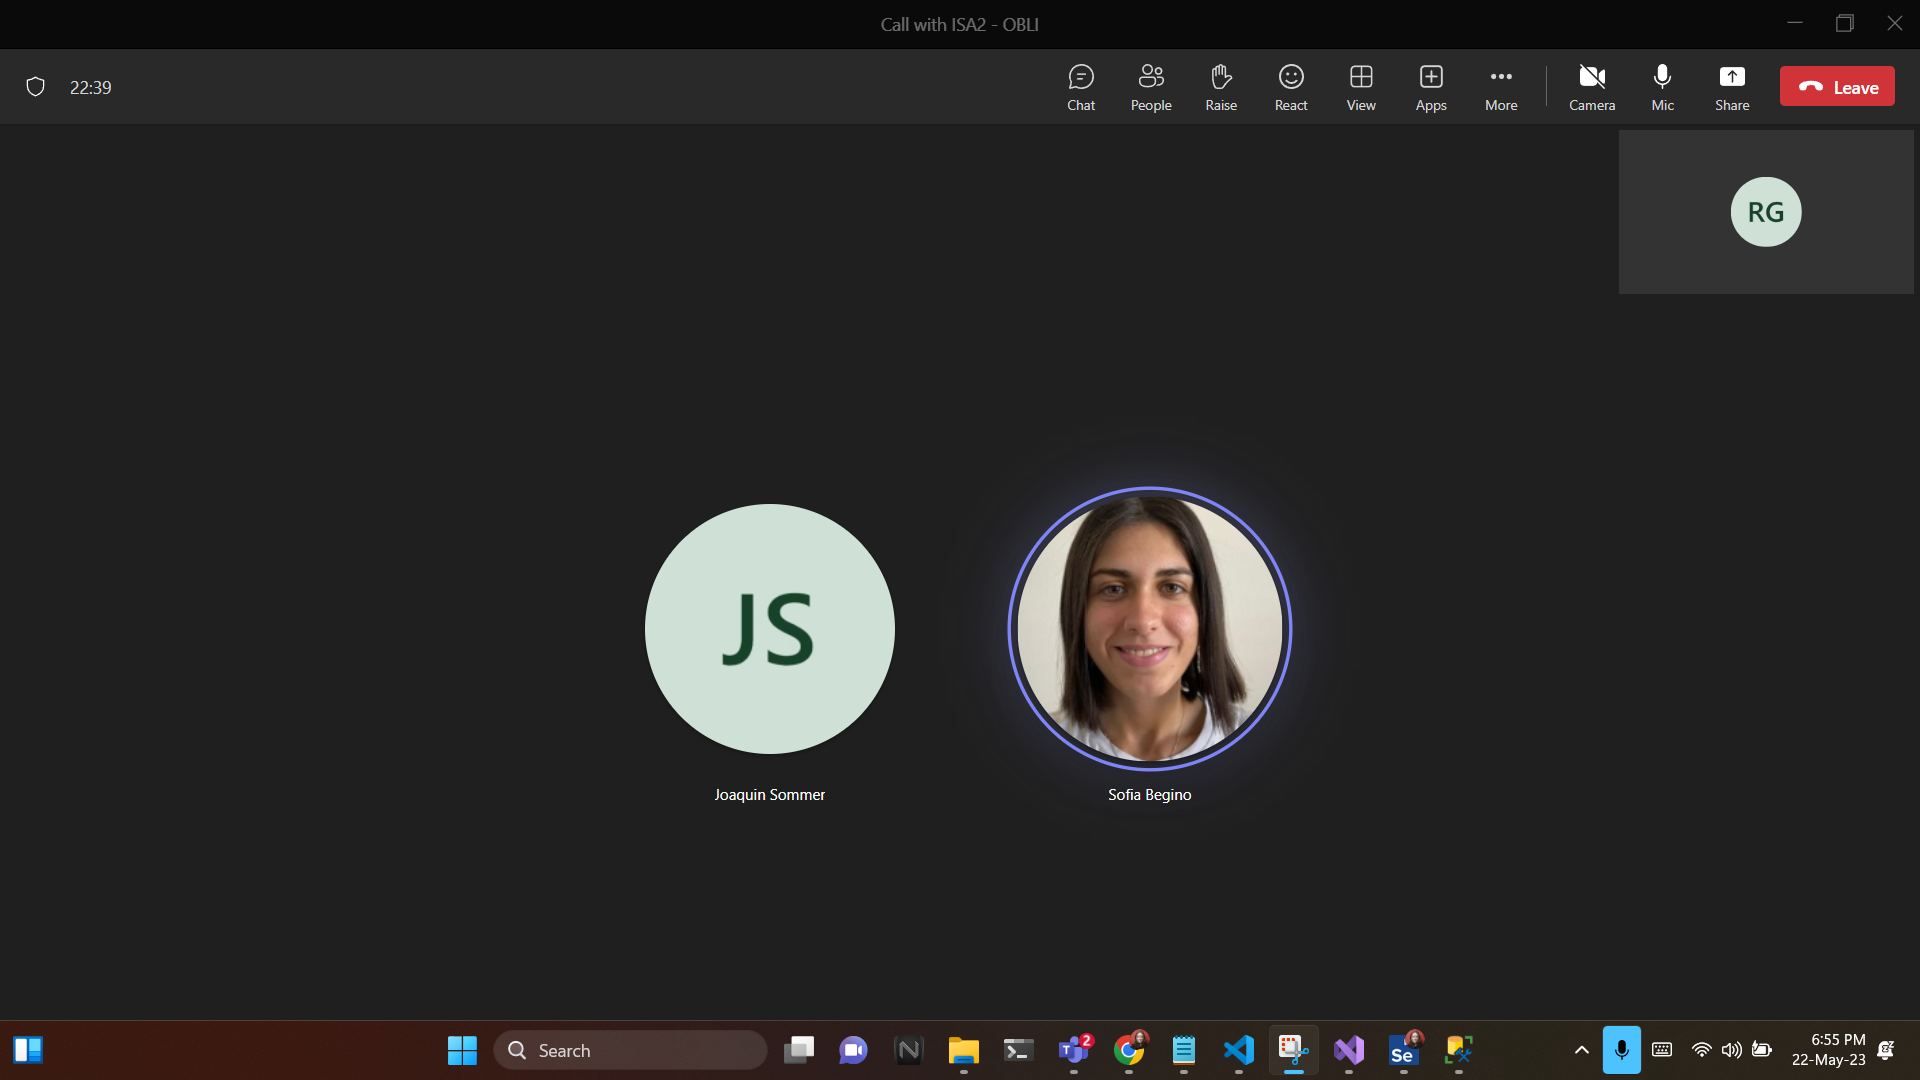 Call with ISA2 - OBLI
22:39
Chat
People
Raise
React
View
Apps
More
Camera
Mic
Share
Leave
RG
JS
Joaquin Sommer
Sofia Begino
Search
N
T
2
Se
6:55 PM
22-May-23